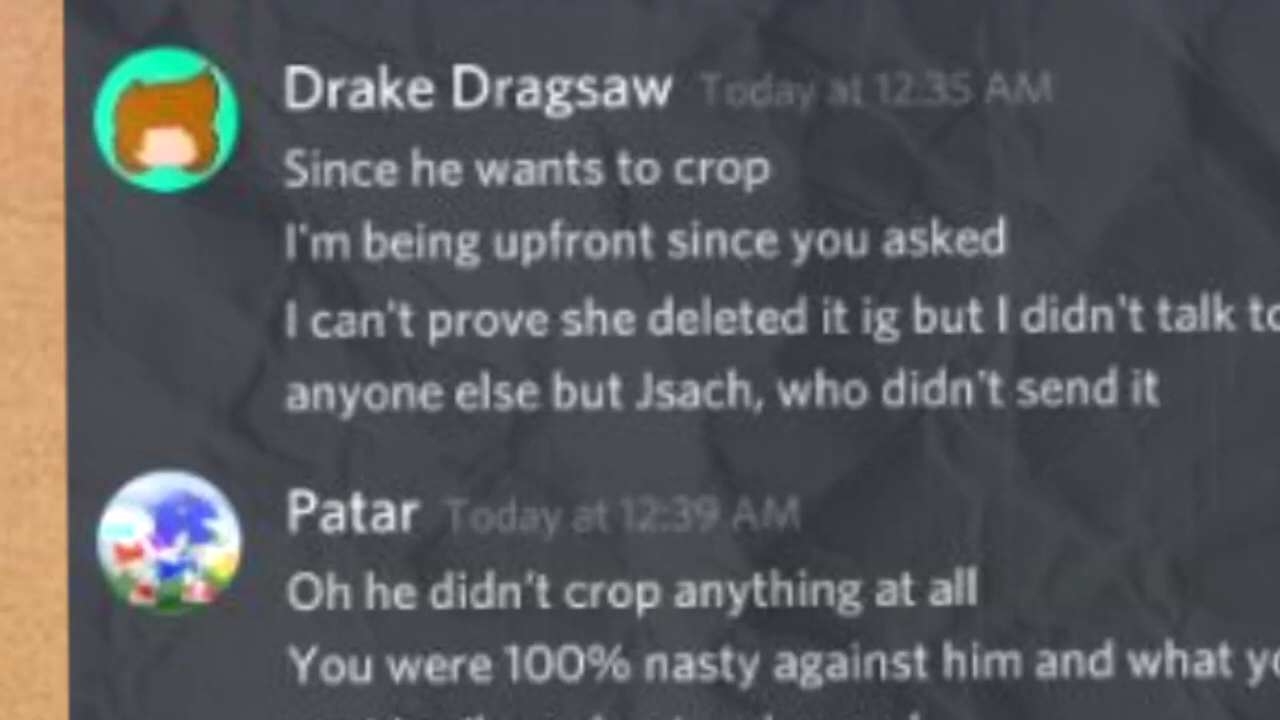 Drake Dragsaw Today at 12:35 AM
Since he wants to crop
I'm being upfront since you asked
I can't prove she deleted it ig but I didn't talk to
anyone else but Jsach, who didn't send it
Patar Today at 12:39 AM
Oh he didn't crop anything at all
You were 100% nasty against him and what